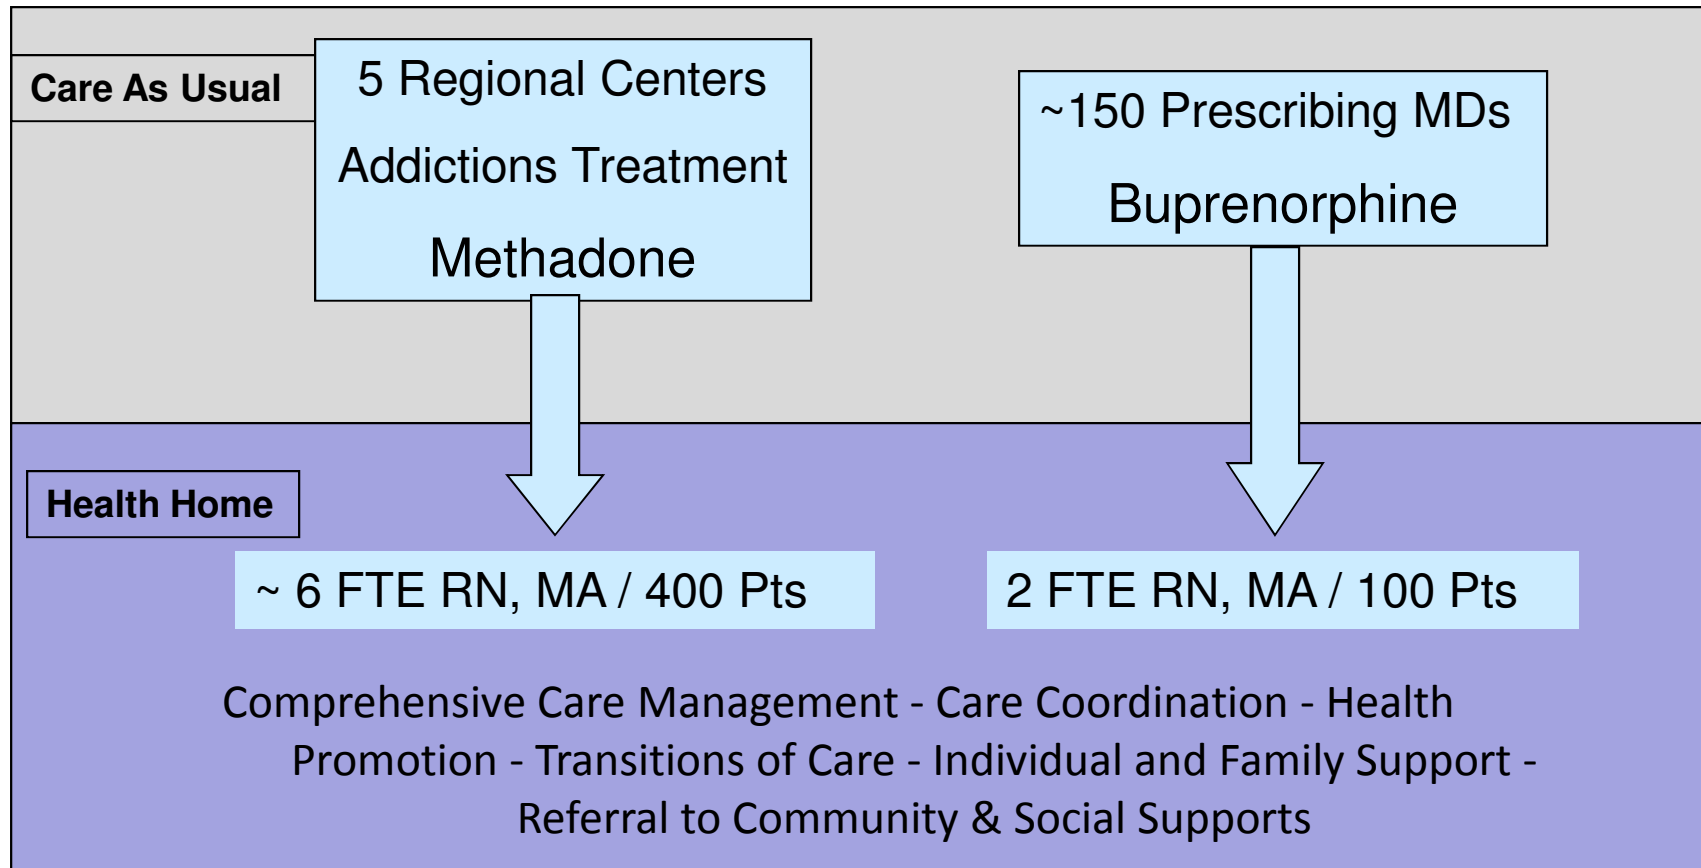 Care As Usual
5 Regional Centers
Addictions Treatment
Methadone
~150 Prescribing MDs
Buprenorphine
Health Home
~ 6 FTE RN, MA / 400 Pts
2 FTE RN, MA / 100 Pts
Comprehensive Care Management - Care Coordination - Health
Promotion - Transitions of Care - Individual and Family Support -
Referral to Community & Social Supports